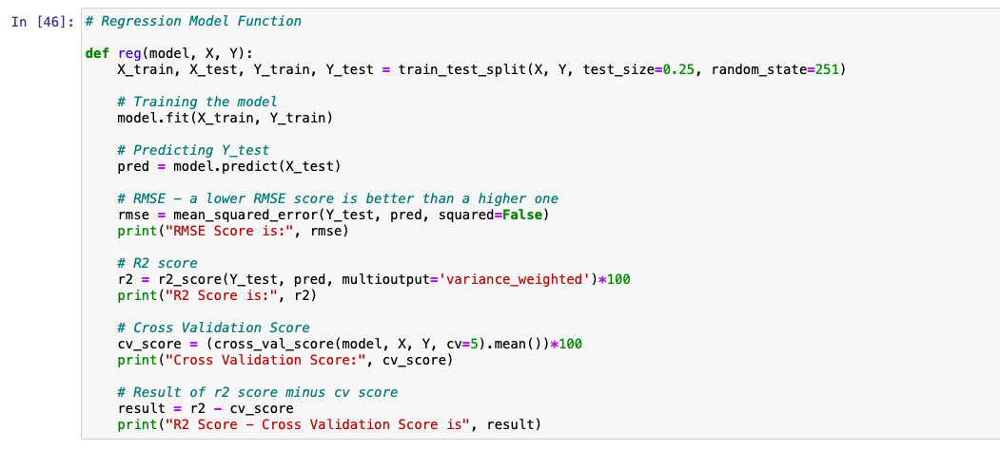 In [46]: # Regression Model Function
def reg(model, X, Y):
    X_train, X_test, Y_train, Y_test = train_test_split(X, Y, test_size=0.25, random_state=251)
    # Training the model
    model.fit(X_train, Y_train)
    # Predicting Y_test
    pred = model.predict(X_test)
    # RMSE – a lower RMSE score is better than a higher one
    rmse = mean_squared_error(Y_test, pred, squared=False)
    print("RMSE Score is:", rmse)
    # R2 score
    r2 = r2_score(Y_test, pred, multioutput='variance_weighted')*100
    print("R2 Score is:", r2)
    # Cross Validation Score
    cv_score = (cross_val_score(model, X, Y, cv=5).mean())*100
    print("Cross Validation Score:", cv_score)
    # Result of r2 score minus cv score
    result = r2 - cv_score
    print("R2 Score – Cross Validation Score is", result)